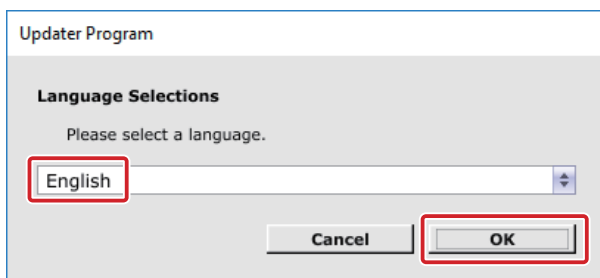 Updater Program
Language Selections
Please select a language.
English
Cancel OK